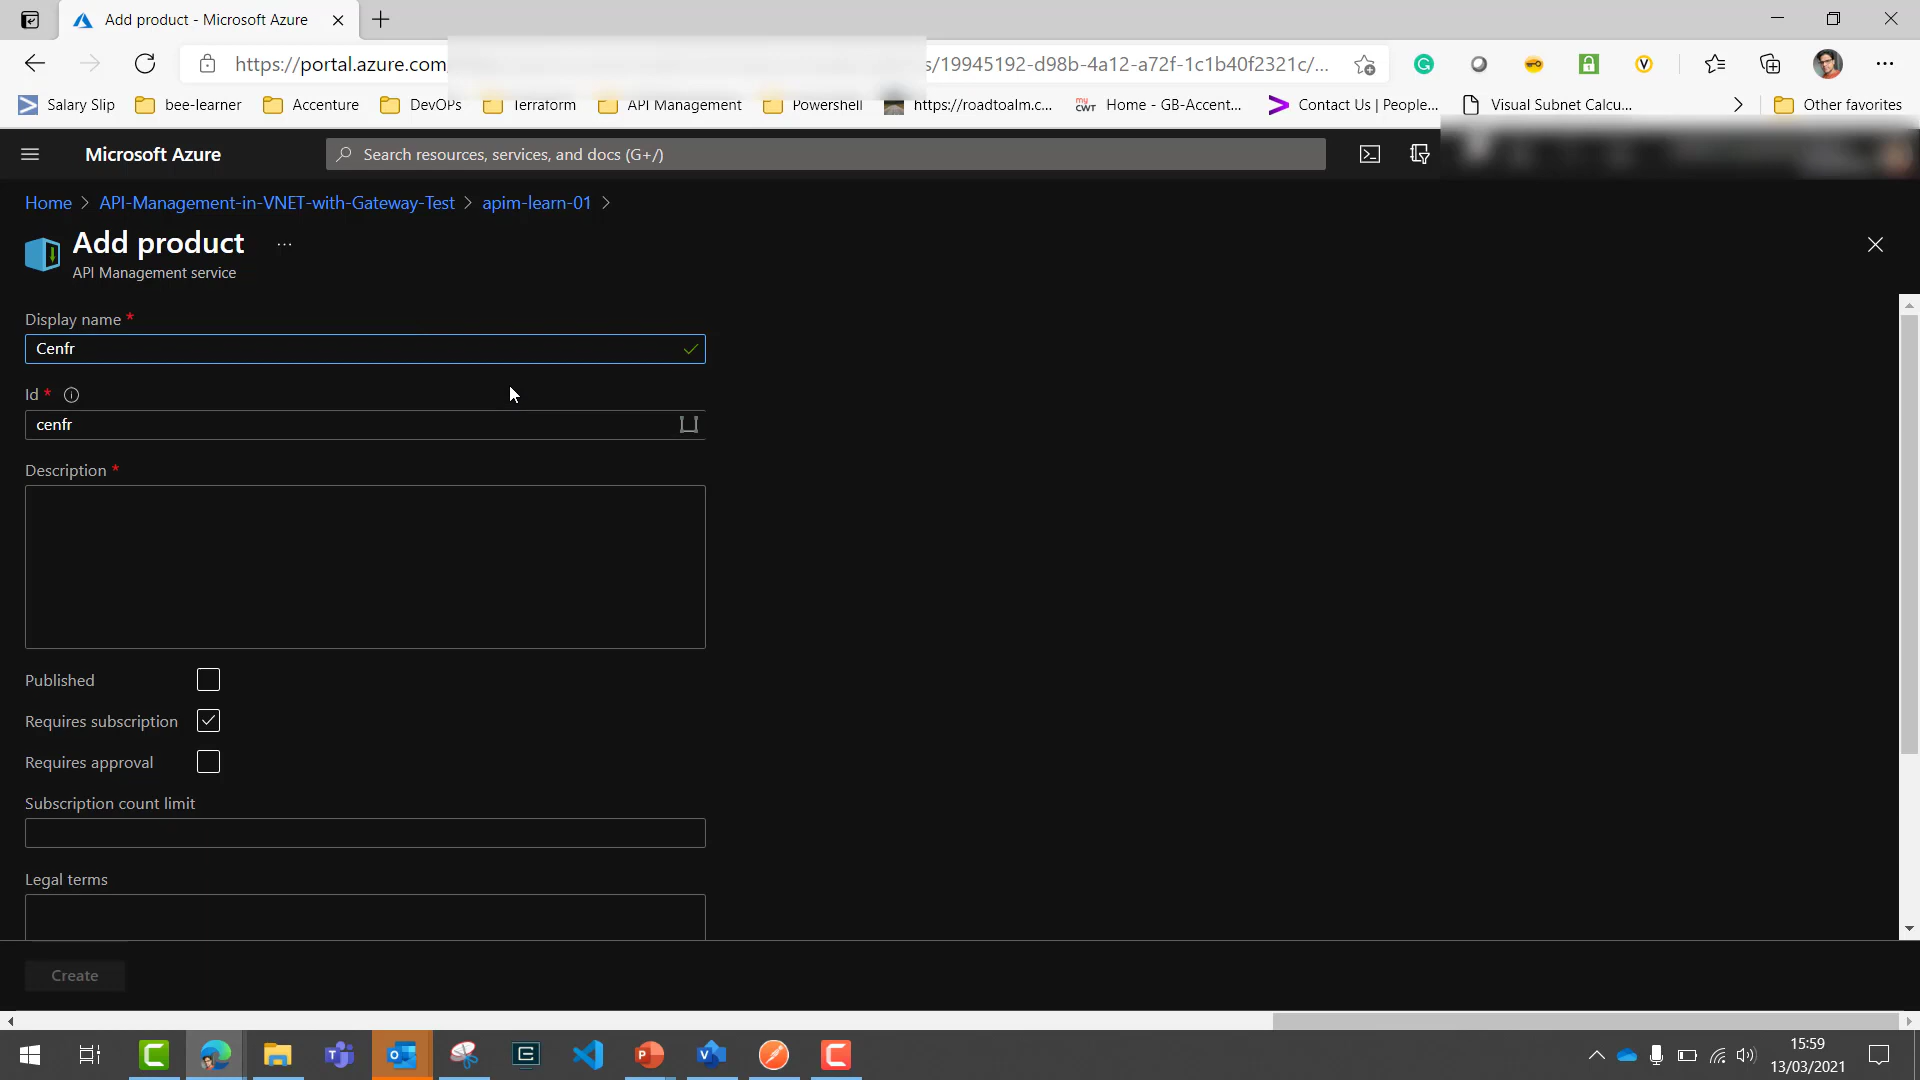 Add product - Microsoft Azure
https://portal.azure.com
s/19945192-d98b-4a12-a72f-1c1b40f2321c/...
Salary Slip bee-learner Accenture DevOPs Terraform API Management Powershell https://roadtoalm.c... my CWT Home - GB-Accent... Contact Us | People... Visual Subnet Calcu... Other favorites
Microsoft Azure
Search resources, services, and docs (G+/)
Home > API-Management-in-VNET-with-Gateway-Test > apim-learn-01 >
Add product ...
API Management service
Display name *
Cenfr
Id *
cenfr
Description *
Published
Requires subscription
Requires approval
Subscription count limit
Legal terms
Create
15:59
13/03/2021